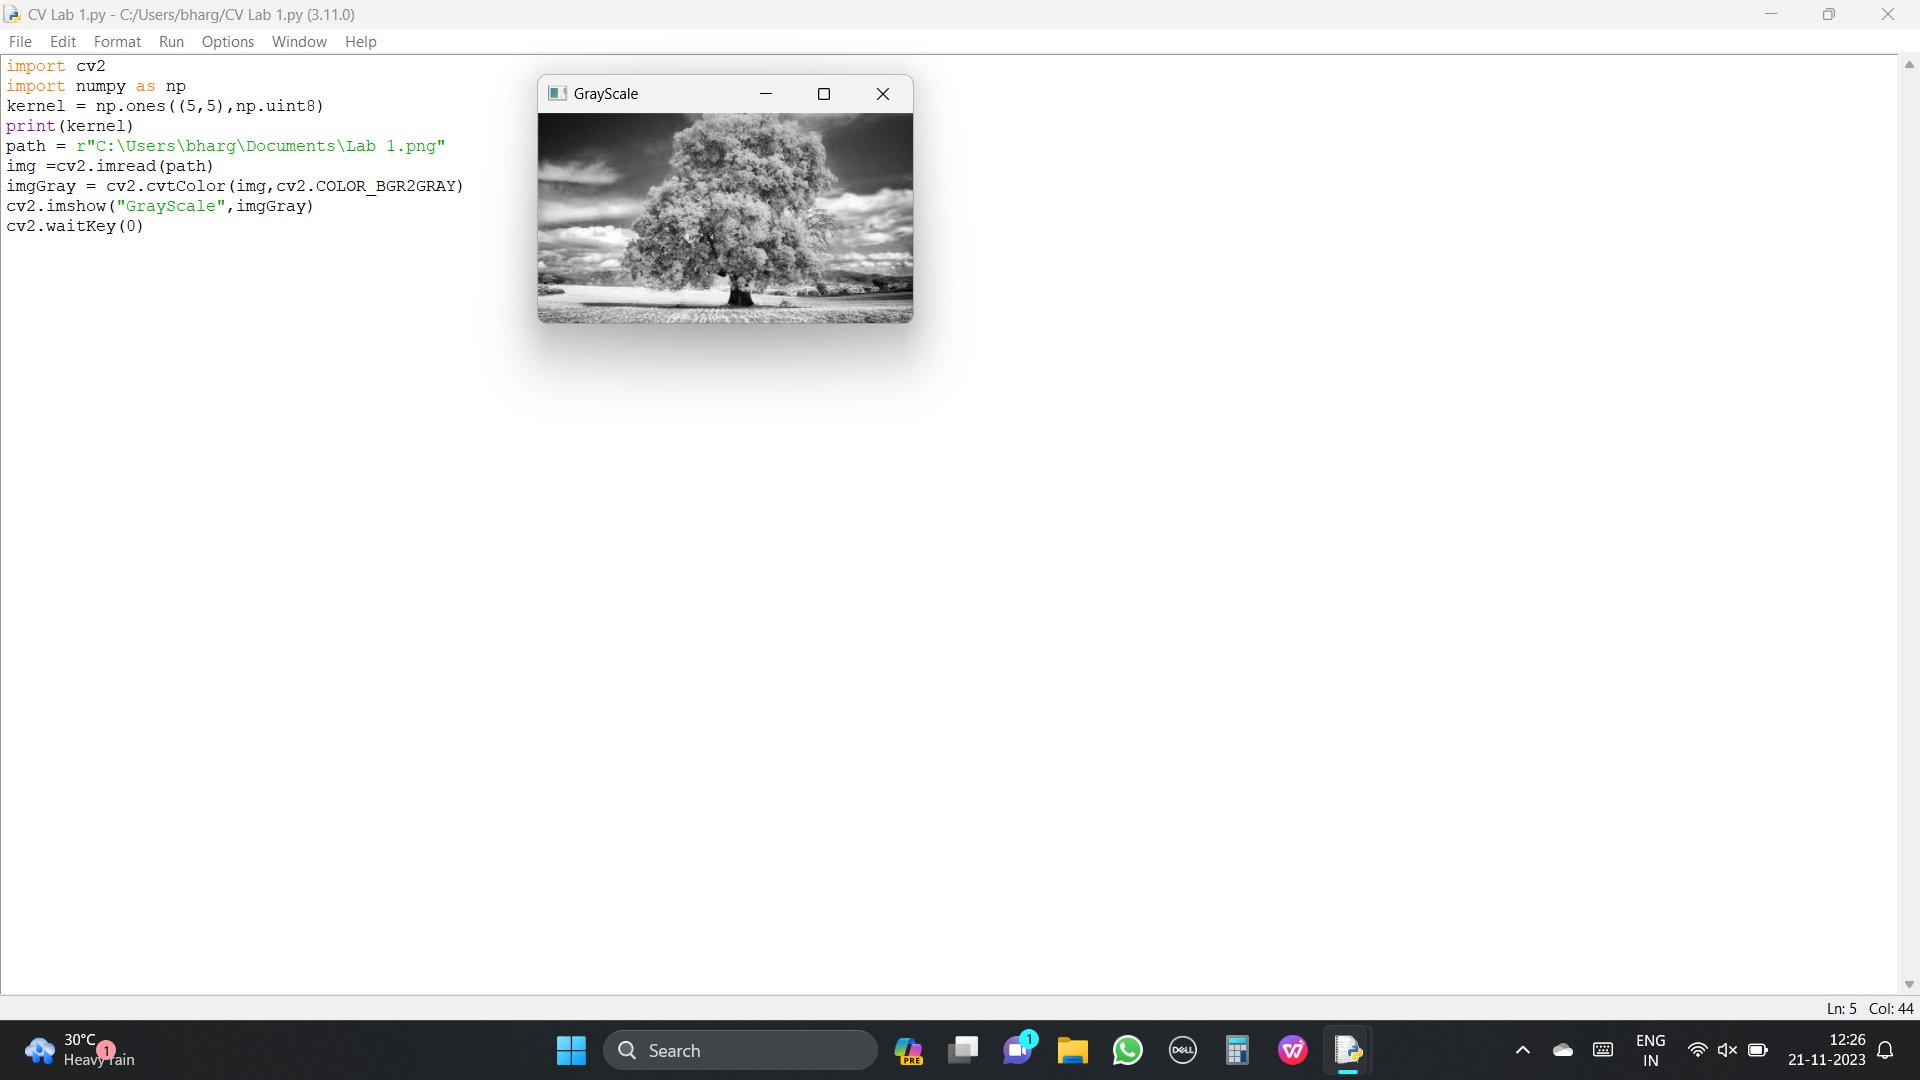 CV Lab 1.py - C:/Users/bharg/CV Lab 1.py (3.11.0)
File Edit Format Run Options Window Help
import cv2
import numpy as np
kernel = np.ones((5,5),np.uint8)
print(kernel)
path = r"C:\Users\bharg\Documents\Lab 1.png"
img =cv2.imread(path)
imgGray = cv2.cvtColor(img,cv2.COLOR_BGR2GRAY)
cv2.imshow("GrayScale",imgGray)
cv2.waitKey(0)
GrayScale
Ln: 5 Col: 44
30°C
Heavy rain
1
Search
PRE
1
DELL
ENG
IN
12:26
21-11-2023